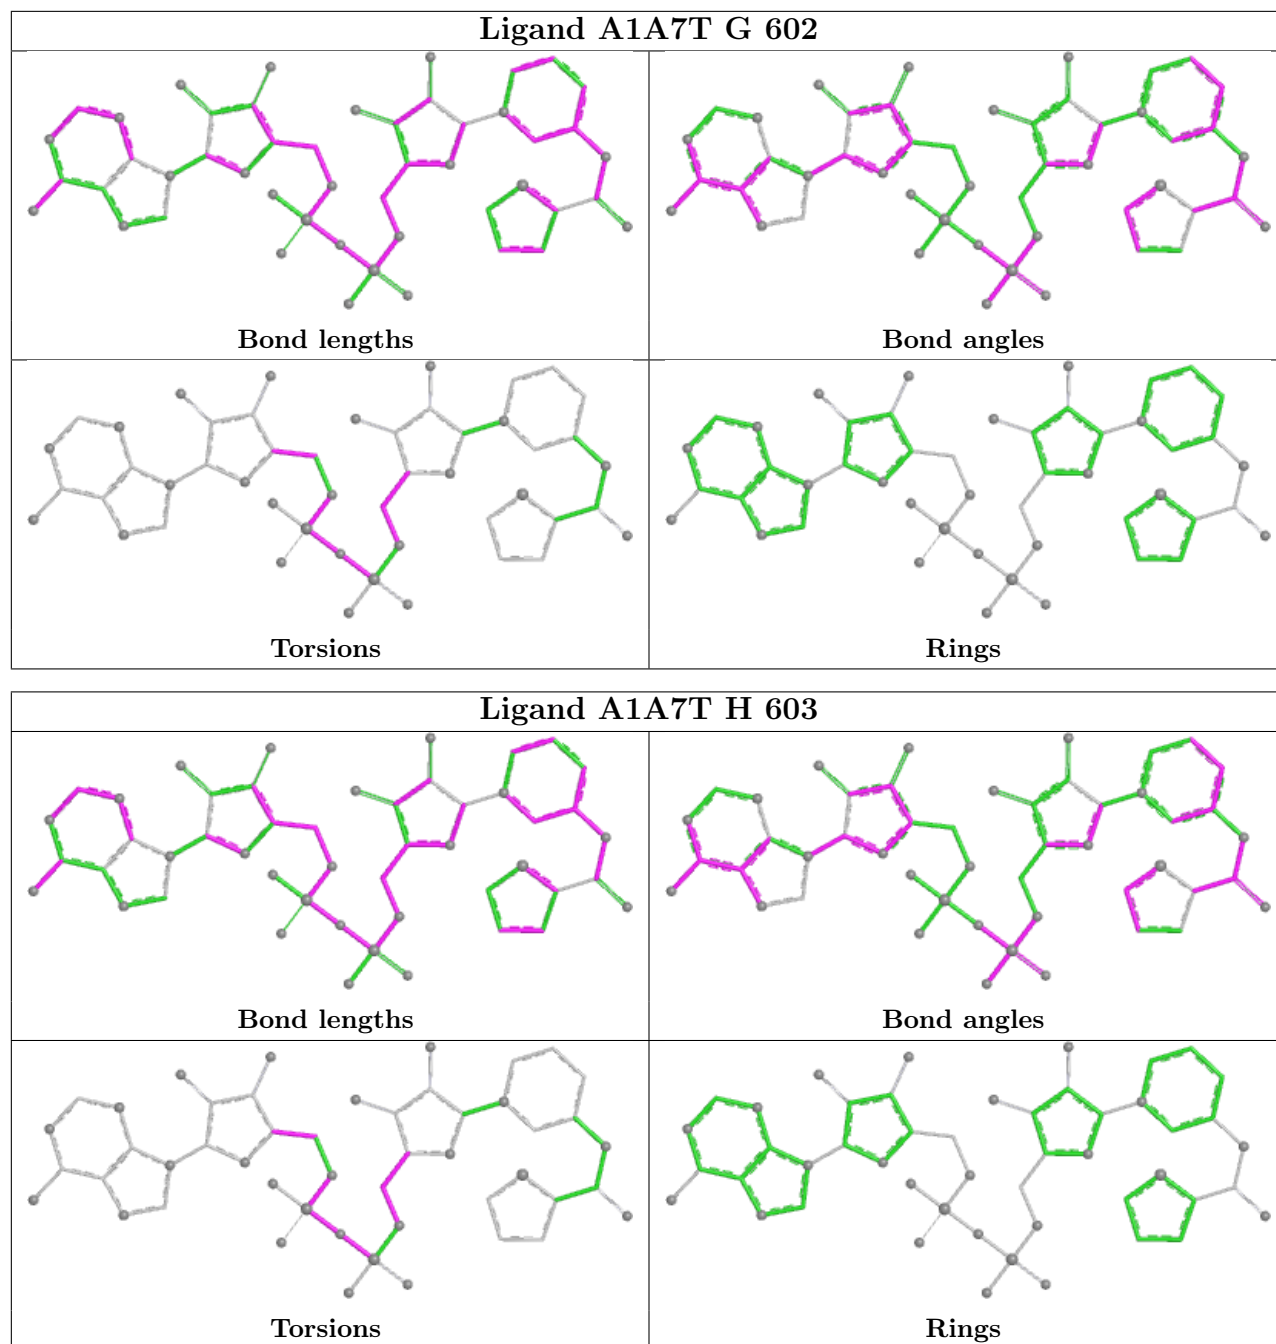 Ligand A1A7T G 602
Bond lengths
Bond angles
Torsions
Rings
Ligand A1A7T H 603
Bond lengths
Bond angles
Torsions
Rings